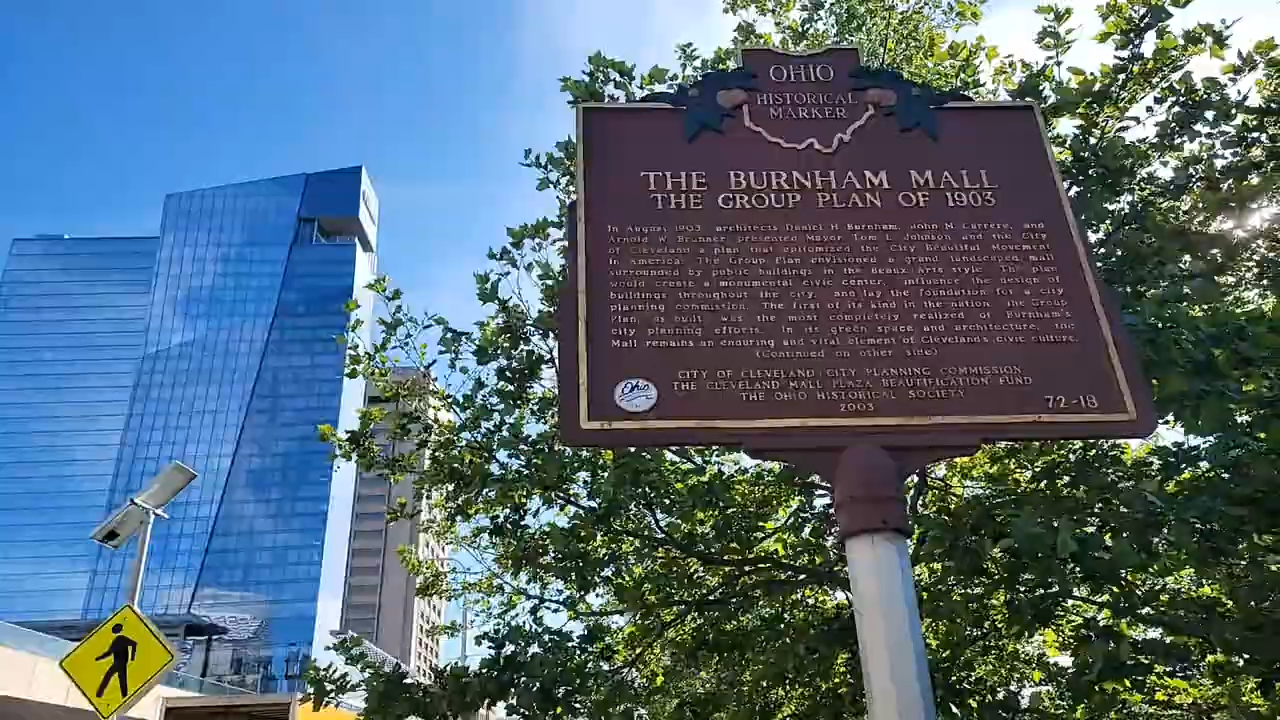 OHIO
HISTORICAL
MARKER
THE BURNHAM MALL
THE GROUP PLAN OF 1903
In August 1903, architects Daniel H. Burnham, John M. Carrere, and
Arnold W. Brunner presented Mayor Tom L. Johnson and the City
of Cleveland a plan that epitomized the City Beautiful Movement
in America. The Group Plan envisioned a grand landscaped mall
surrounded by public buildings in the Beaux-Arts style. The plan
would create a monumental civic center, influence the design of
buildings throughout the city, and lay the foundation for a city
planning commission. The first of its kind in the nation, the Group
Plan, as built, was the most completely realized of Burnham's
city planning efforts. In its green space and architecture, the
Mall remains an enduring and vital element of Cleveland's civic culture.
(Continued on other side)
CITY OF CLEVELAND/CITY PLANNING COMMISSION
THE CLEVELAND MALL PLAZA BEAUTIFICATION FUND
THE OHIO HISTORICAL SOCIETY
2003
72-18
Ohio